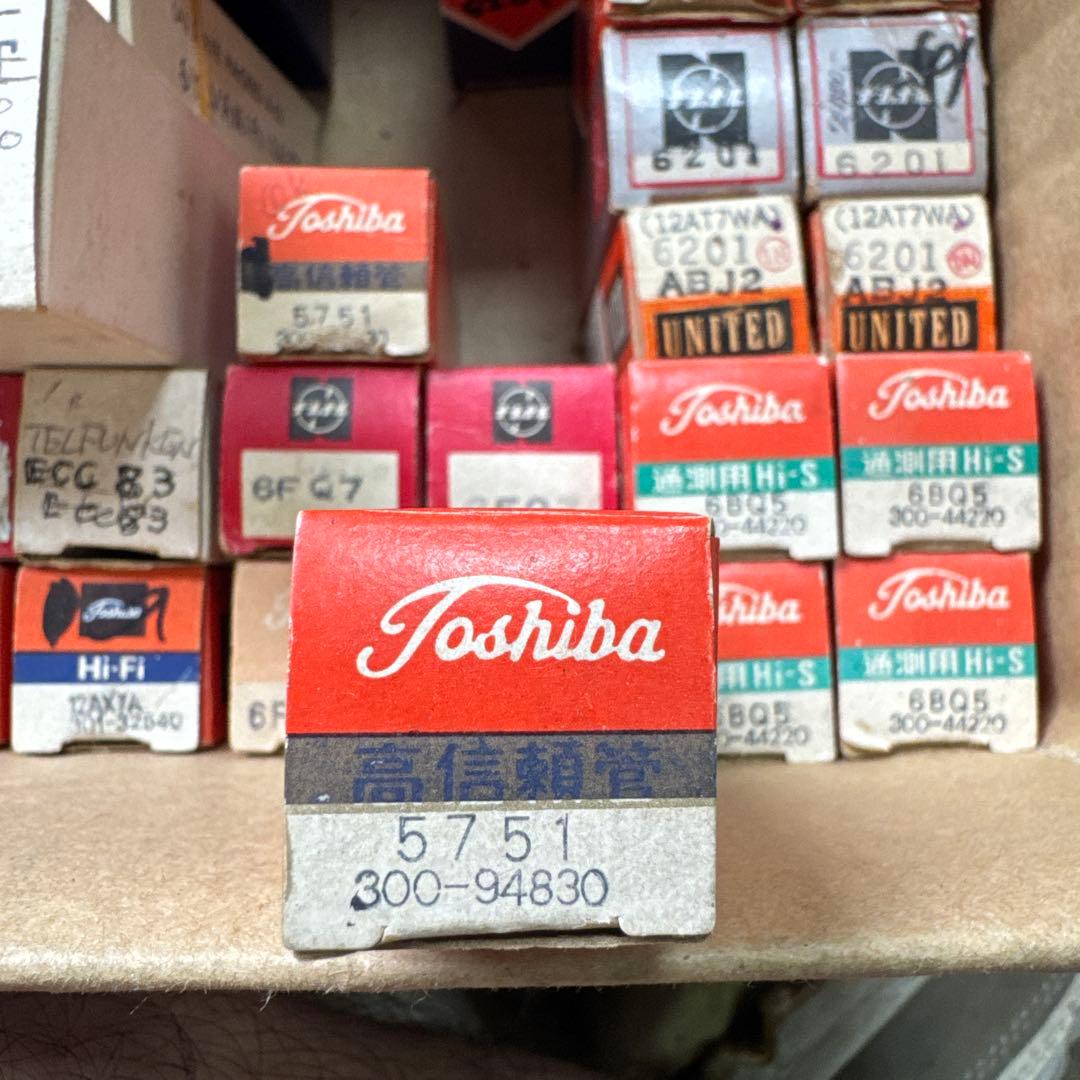 6201
6201
(12AT7WA)
6201
ABJ2
UNITED
(12AT7WA)
6201
ABJ2
UNITED
Toshiba
高信頼管
5751
TELFUNKEN
ECC 83
Ecc83
6FQ7
Toshiba
通測用Hi-S
6BQ5
300-44220
Toshiba
通測用Hi-S
6BQ5
300-44220
Toshiba
Hi-Fi
12AX7A
Toshiba
通測用Hi-S
6BQ5
300-44220
Toshiba
高信頼管
5751
300-94830